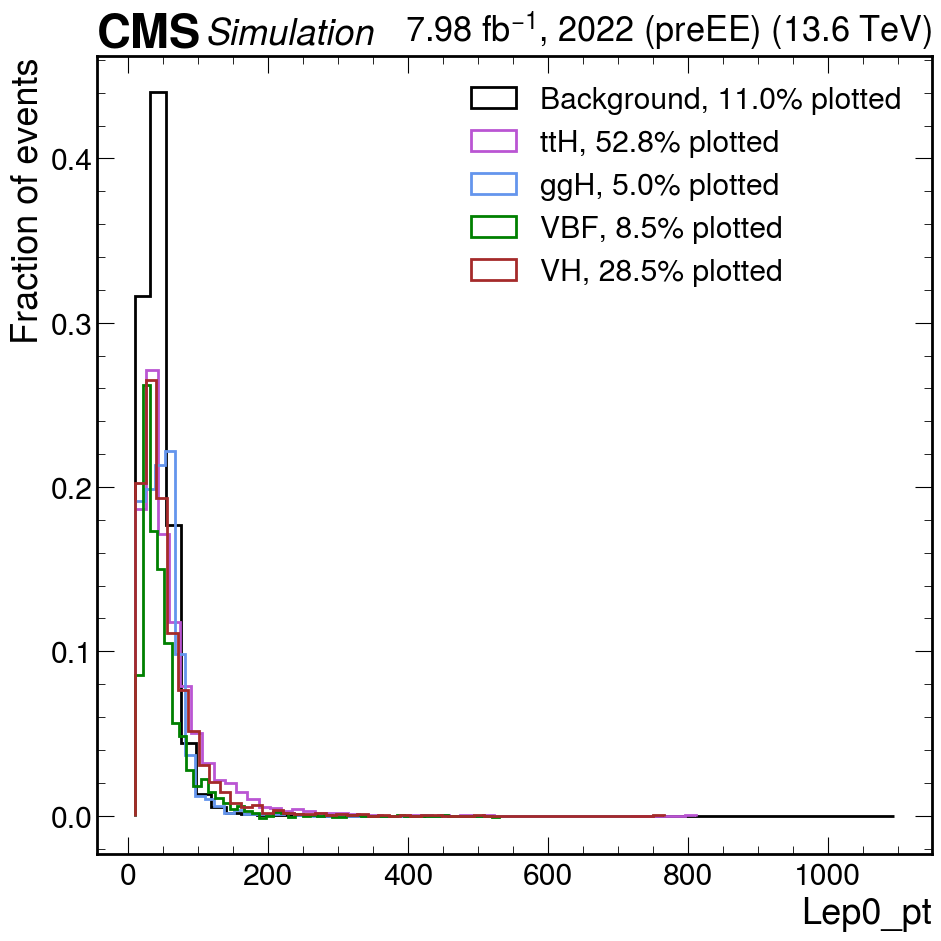 CMS Simulation 7.98 fb⁻¹, 2022 (preEE) (13.6 TeV)
Fraction of events
Background, 11.0% plotted
ttH, 52.8% plotted
ggH, 5.0% plotted
VBF, 8.5% plotted
VH, 28.5% plotted
0.4
0.3
0.2
0.1
0.0
0 200 400 600 800 1000
Lep0_pt